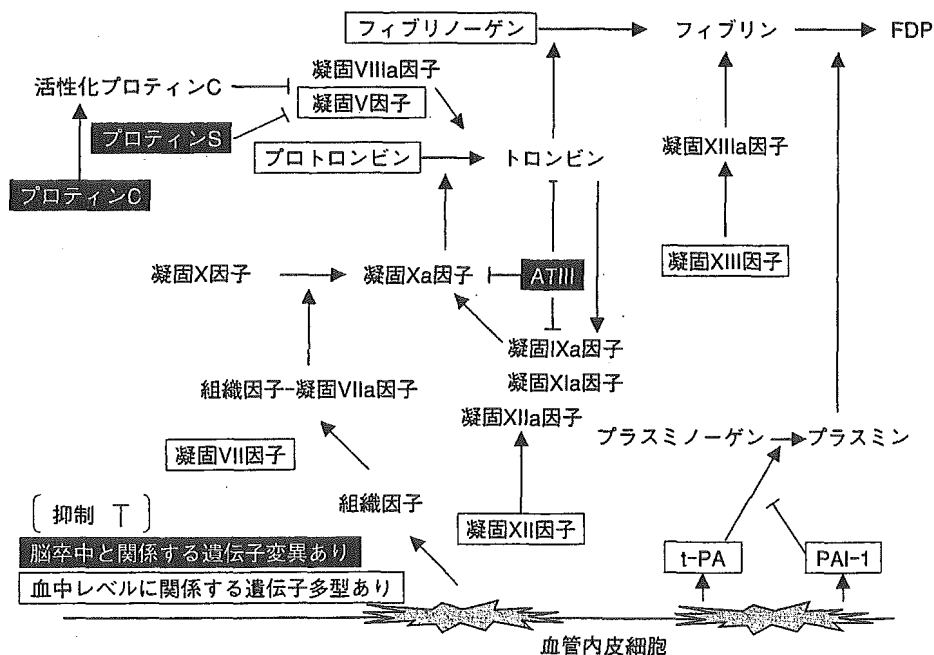 フィブリノーゲン
フィブリン
FDP
活性化プロティンC
凝固VIIIa因子
凝固V因子
プロティンS
プロトロンビン
トロンビン
凝固XIIIa因子
プロティンC
凝固X因子
凝固Xa因子
ATIII
凝固XIII因子
凝固IXa因子
組織因子-凝固VIIa因子
凝固XIa因子
凝固XIIa因子
プラスミノーゲン
プラスミン
凝固VII因子
組織因子
凝固XII因子
抑制
脳卒中と関係する遺伝子変異あり
血中レベルに関係する遺伝子多型あり
t-PA
PAI-1
血管内皮細胞